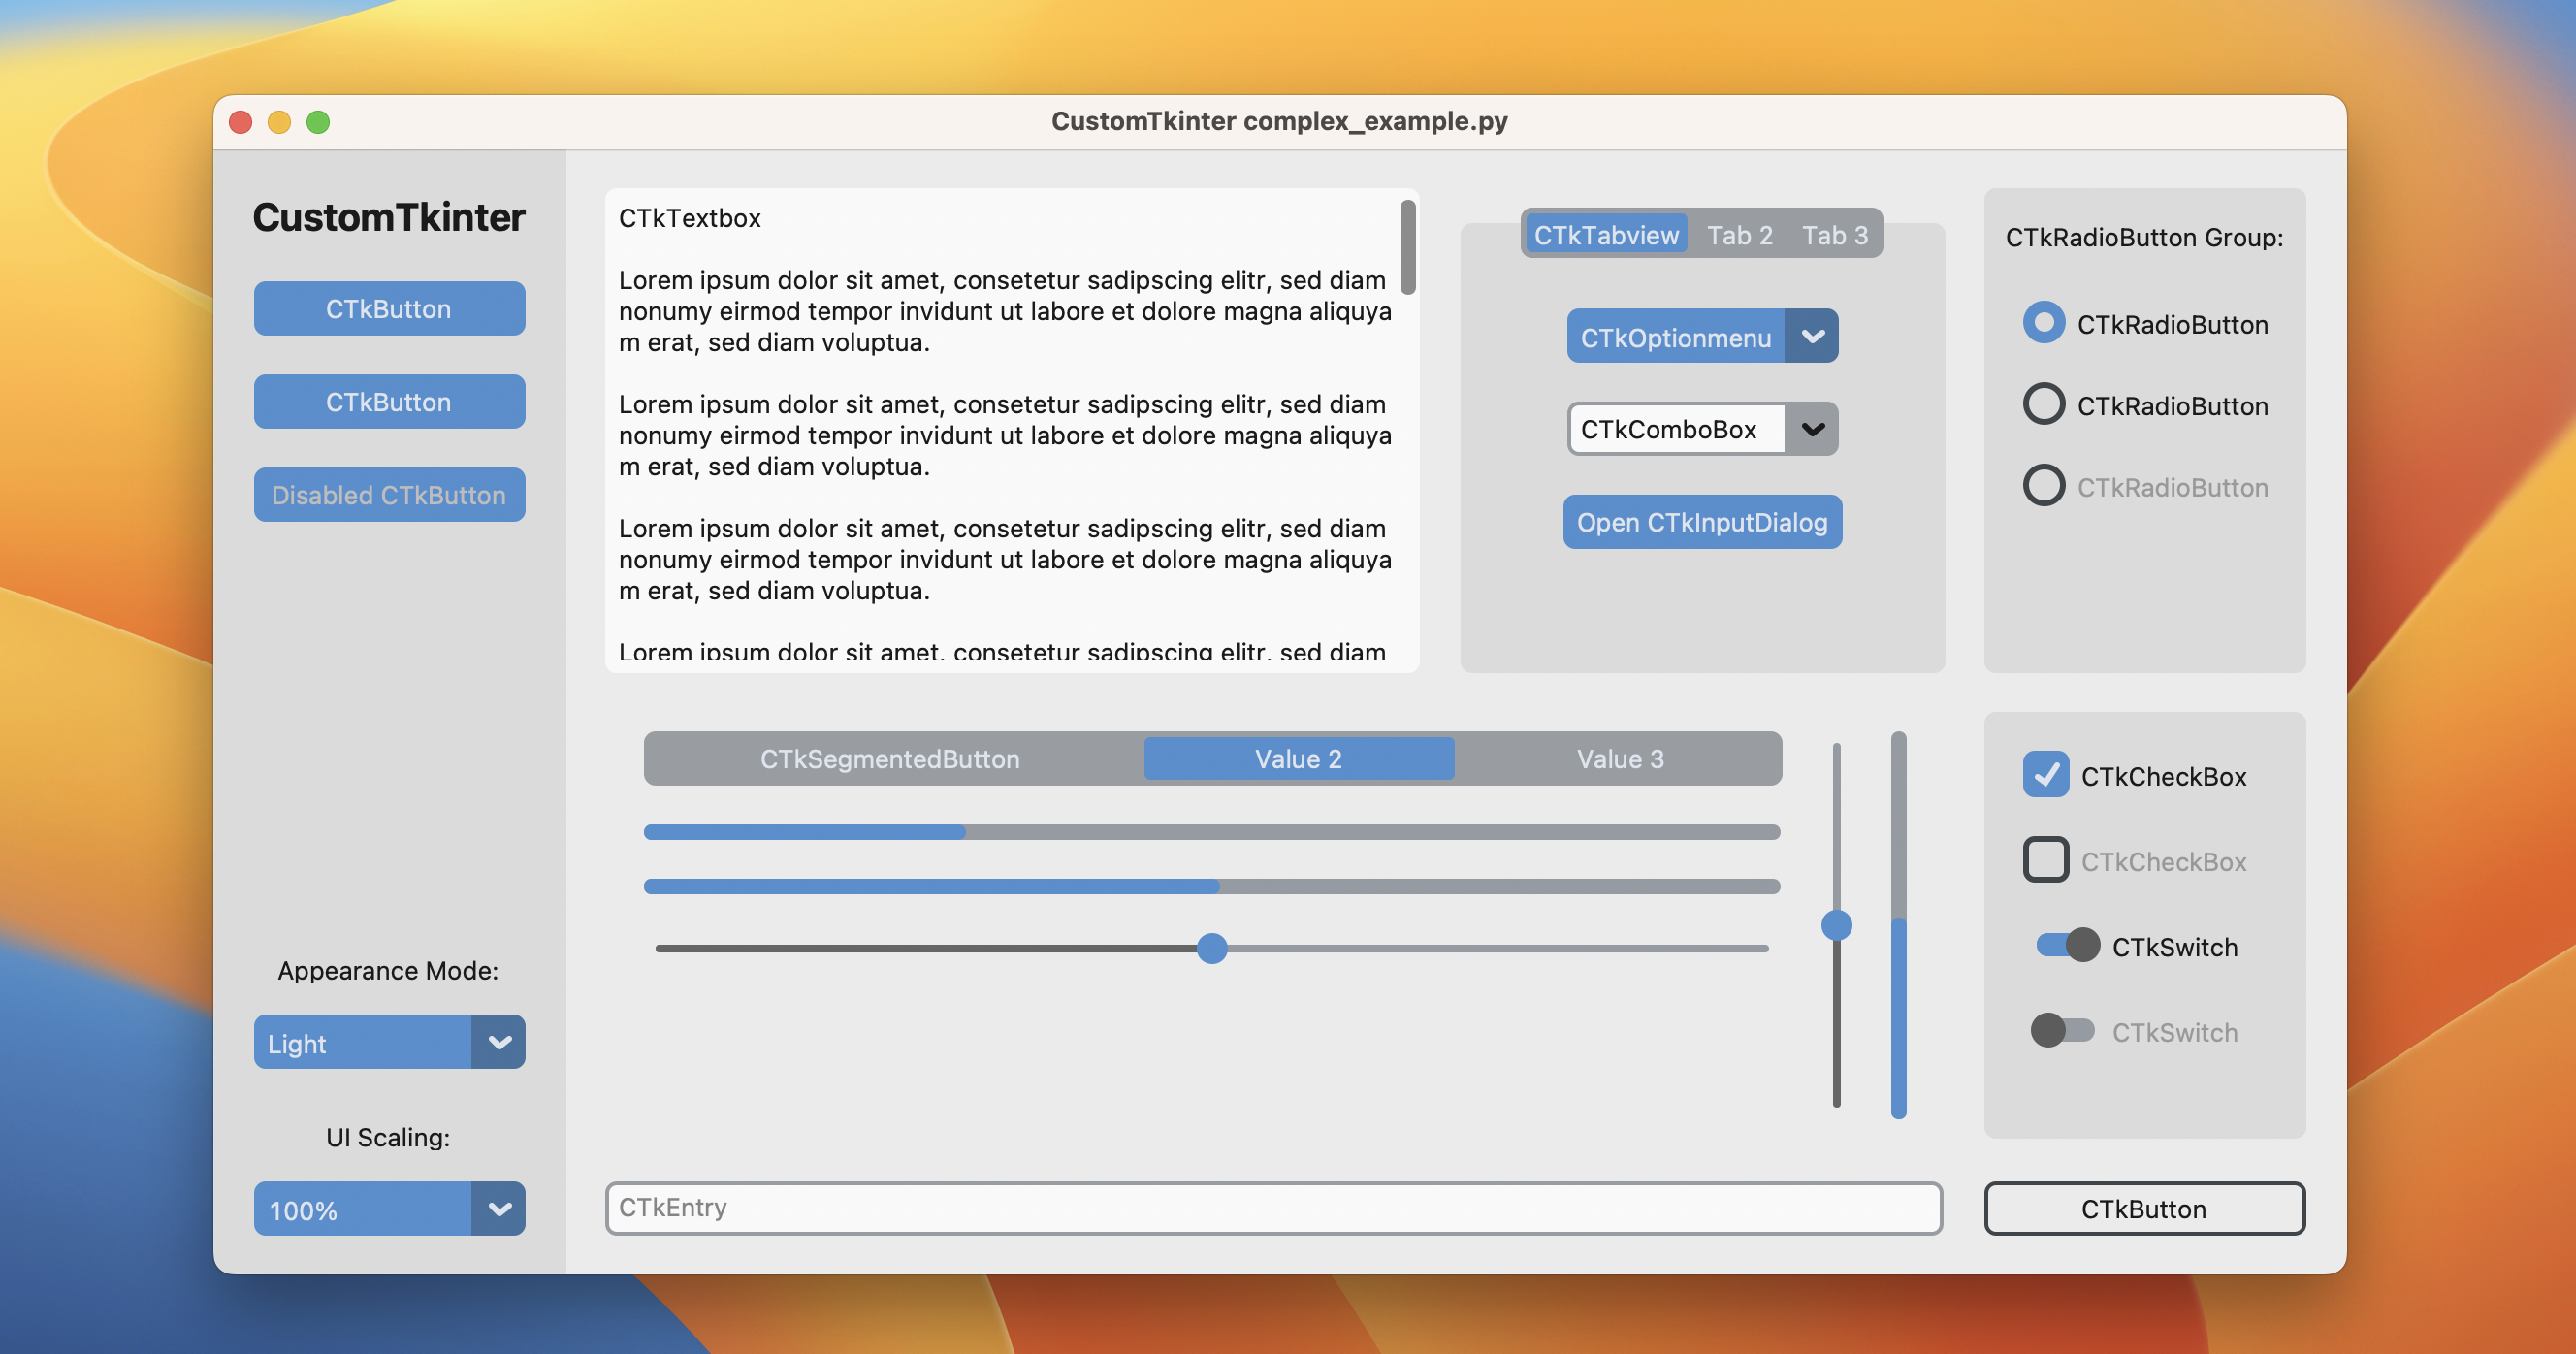 CustomTkinter complex_example.py
CustomTkinter
CTkButton
CTkButton
Disabled CTkButton
Appearance Mode:
Light
UI Scaling:
100%
CTkTextbox
Lorem ipsum dolor sit amet, consetetur sadipscing elitr, sed diam
nonumy eirmod tempor invidunt ut labore et dolore magna aliquya
m erat, sed diam voluptua.
Lorem ipsum dolor sit amet, consetetur sadipscing elitr, sed diam
nonumy eirmod tempor invidunt ut labore et dolore magna aliquya
m erat, sed diam voluptua.
Lorem ipsum dolor sit amet, consetetur sadipscing elitr, sed diam
nonumy eirmod tempor invidunt ut labore et dolore magna aliquya
m erat, sed diam voluptua.
Lorem ipsum dolor sit amet, consetetur sadipscing elitr, sed diam
CTkTabview Tab 2 Tab 3
CTkOptionmenu
CTkComboBox
Open CTkInputDialog
CTkRadioButton Group:
CTkRadioButton
CTkRadioButton
CTkRadioButton
CTkSegmentedButton Value 2 Value 3
CTkCheckBox
CTkCheckBox
CTkSwitch
CTkSwitch
CTkEntry
CTkButton